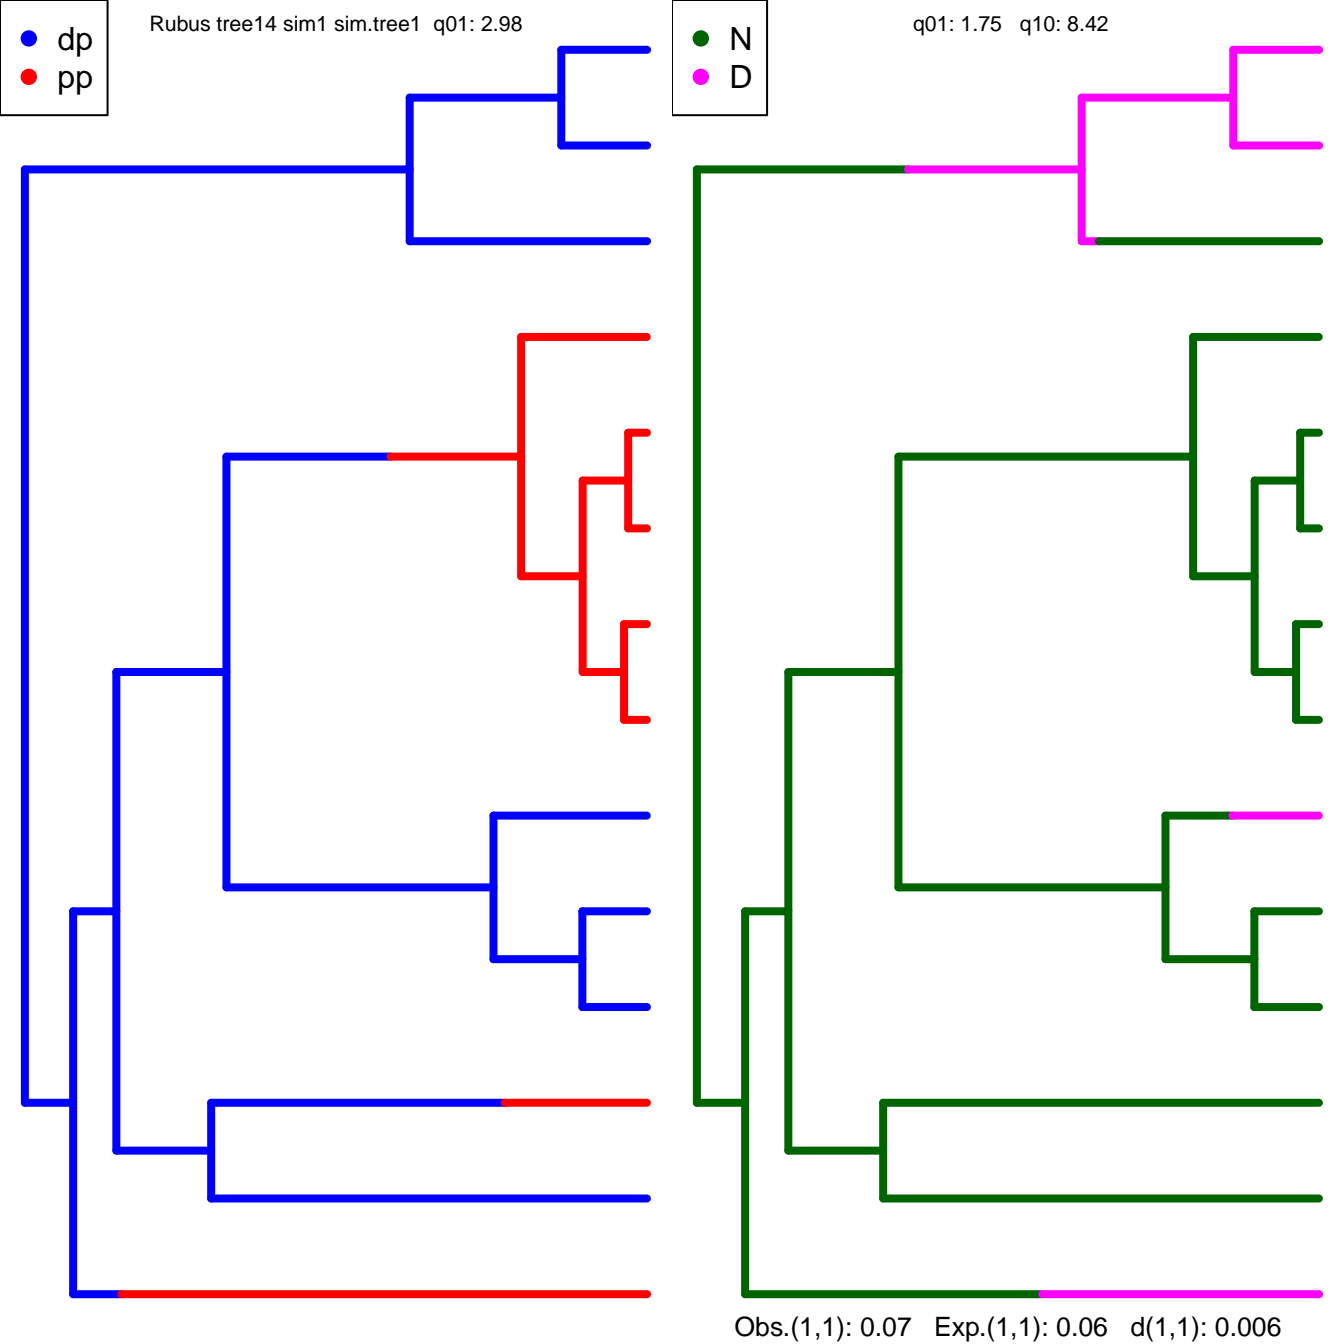 dp
pp
Rubus tree14 sim1 sim.tree1 q01: 2.98
N
D
q01: 1.75 q10: 8.42
Obs.(1,1): 0.07 Exp.(1,1): 0.06 d(1,1): 0.006